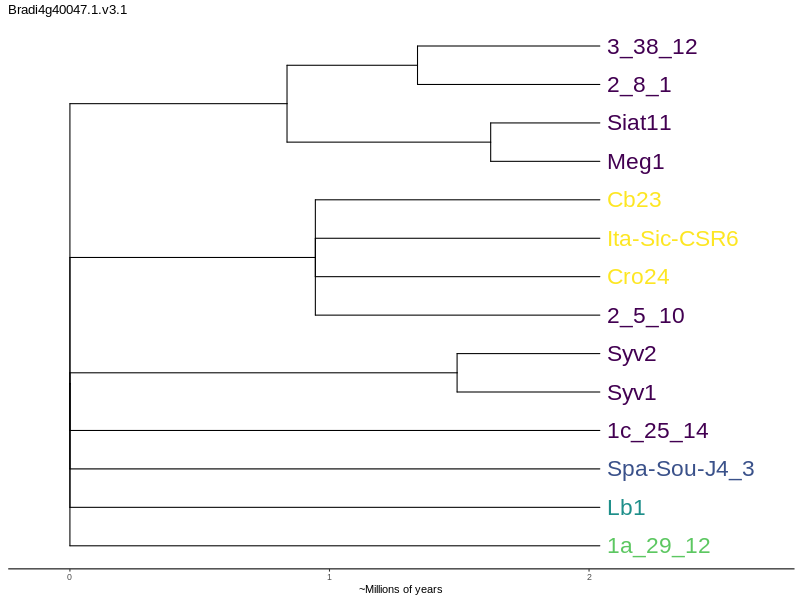 Bradi4g40047.1.v3.1
3_38_12
2_8_1
Siat11
Meg1
Cb23
Ita-Sic-CSR6
Cro24
2_5_10
Syv2
Syv1
1c_25_14
Spa-Sou-J4_3
Lb1
1a_29_12
0 1 2
~Millions of years